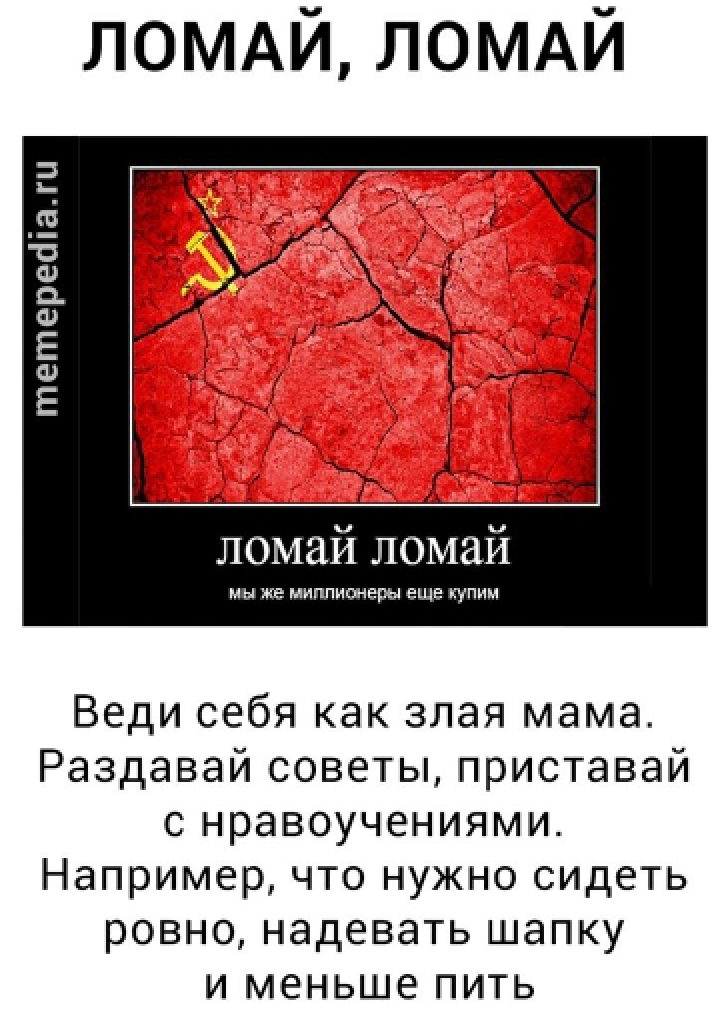 ЛОМАЙ, ЛОМАЙ
memepedia.ru
ломай ломай
мы же миллионеры еще купим
Веди себя как злая мама.
Раздавай советы, приставай
с нравоучениями.
Например, что нужно сидеть
ровно, надевать шапку
и меньше пить